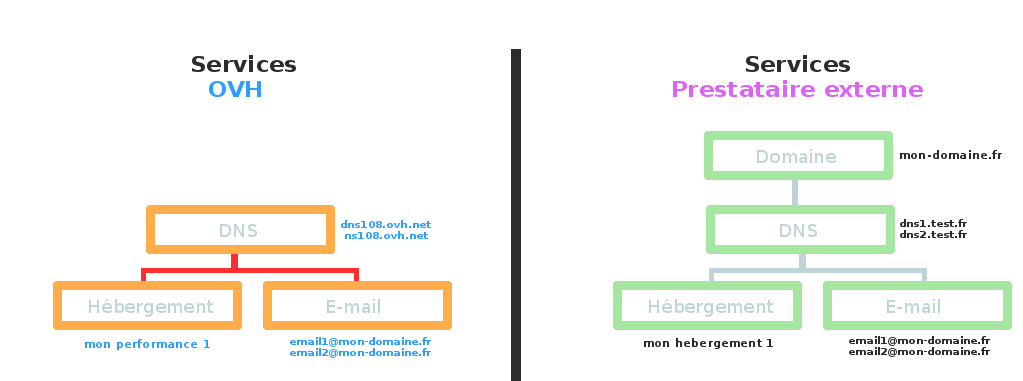 Services
OVH
DNS
dns108.ovh.net
ns108.ovh.net
Hébergement
E-mail
mon performance 1
email1@mon-domaine.fr
email2@mon-domaine.fr
Services
Prestataire externe
Domaine
mon-domaine.fr
DNS
dns1.test.fr
dns2.test.fr
Hébergement
E-mail
mon hebergement 1
email1@mon-domaine.fr
email2@mon-domaine.fr